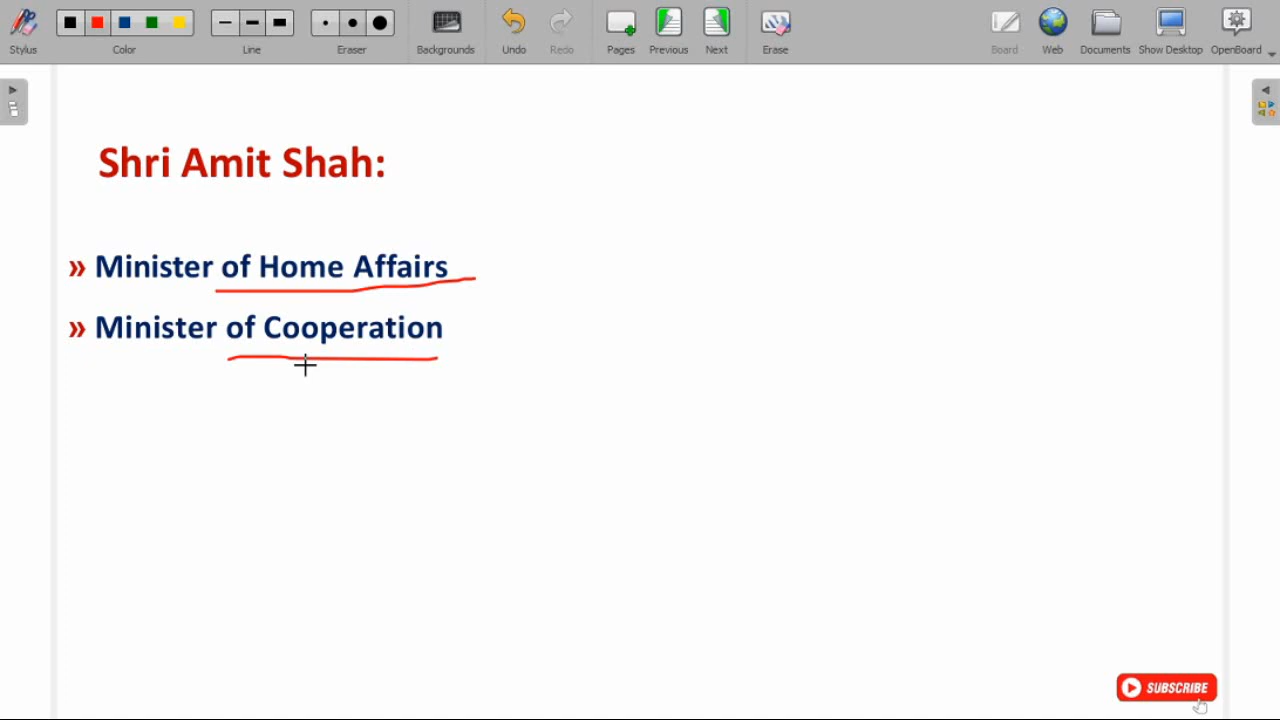 Stylus Color Line Eraser Backgrounds Undo Redo Pages Previous Next Erase Board Web Documents Show Desktop OpenBoard
Shri Amit Shah:
» Minister of Home Affairs
» Minister of Cooperation
SUBSCRIBE